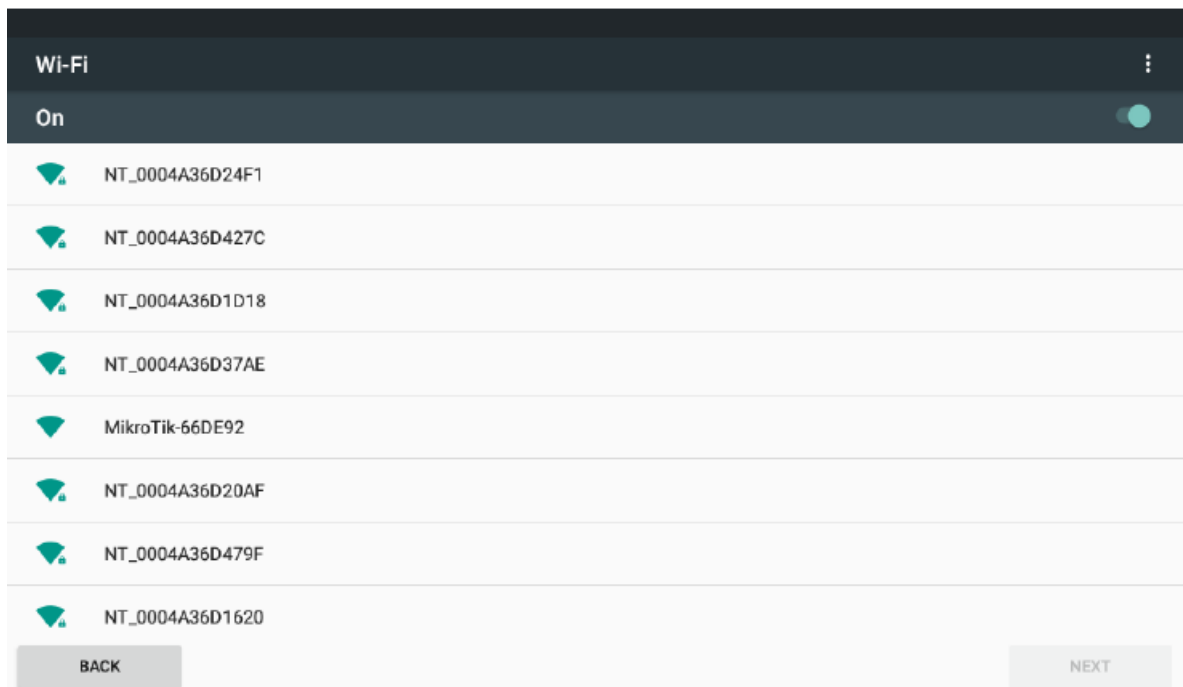 Wi-Fi
On
NT_0004A36D24F1
NT_0004A36D427C
NT_0004A36D1D18
NT_0004A36D37AE
MikroTik-66DE92
NT_0004A36D20AF
NT_0004A36D479F
NT_0004A36D1620
BACK NEXT